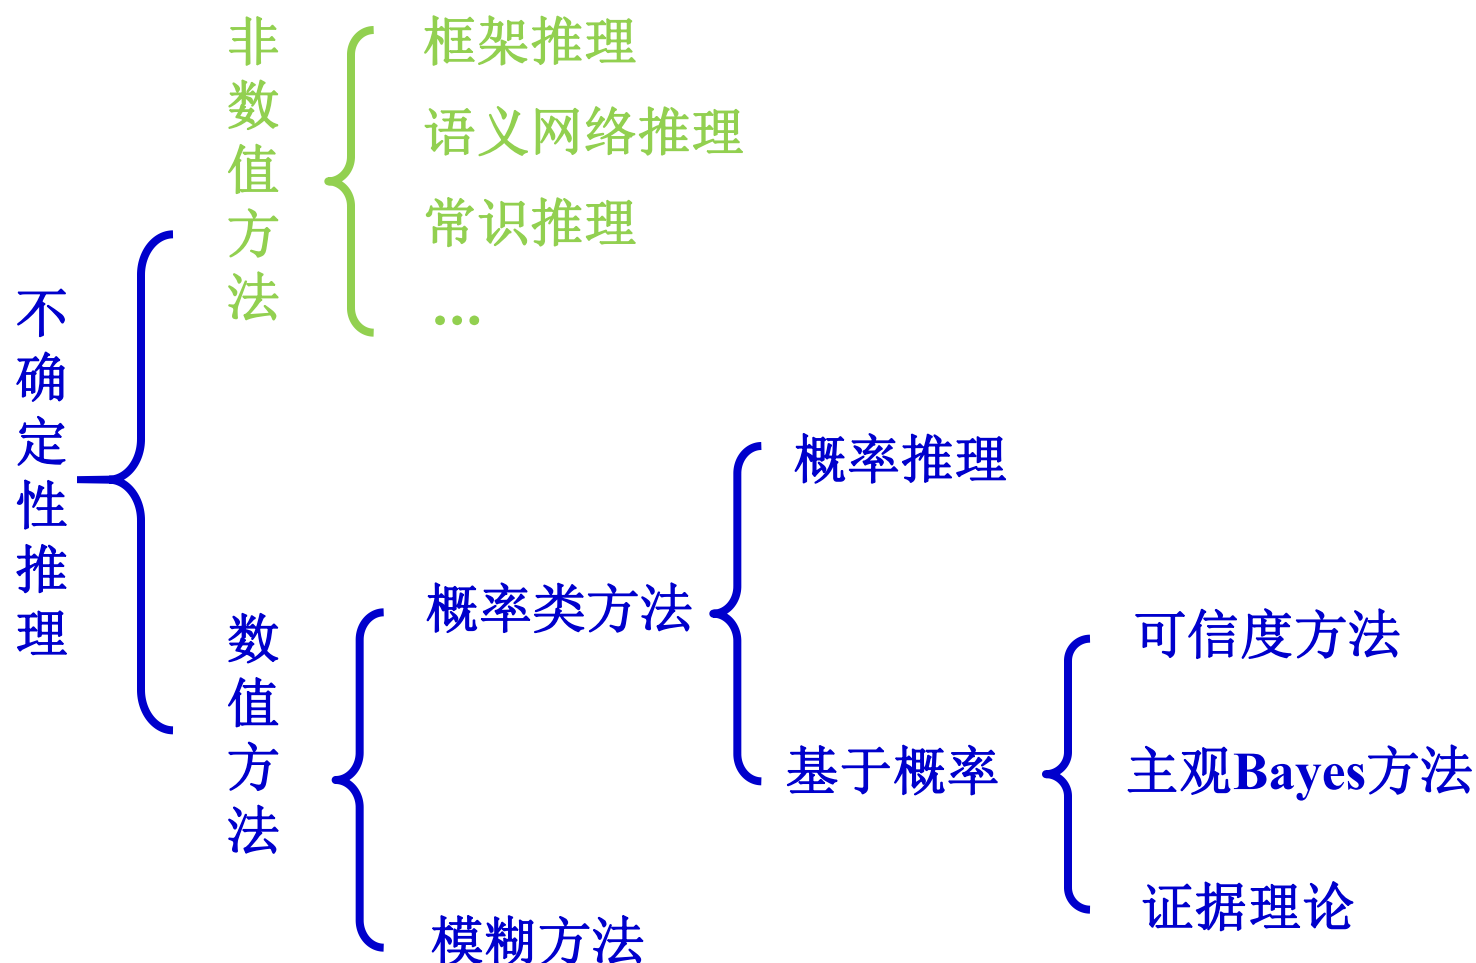 不确定性推理
非数值方法
框架推理
语义网络推理
常识推理
...
数值方法
概率类方法
概率推理
基于概率
可信度方法
主观Bayes方法
证据理论
模糊方法